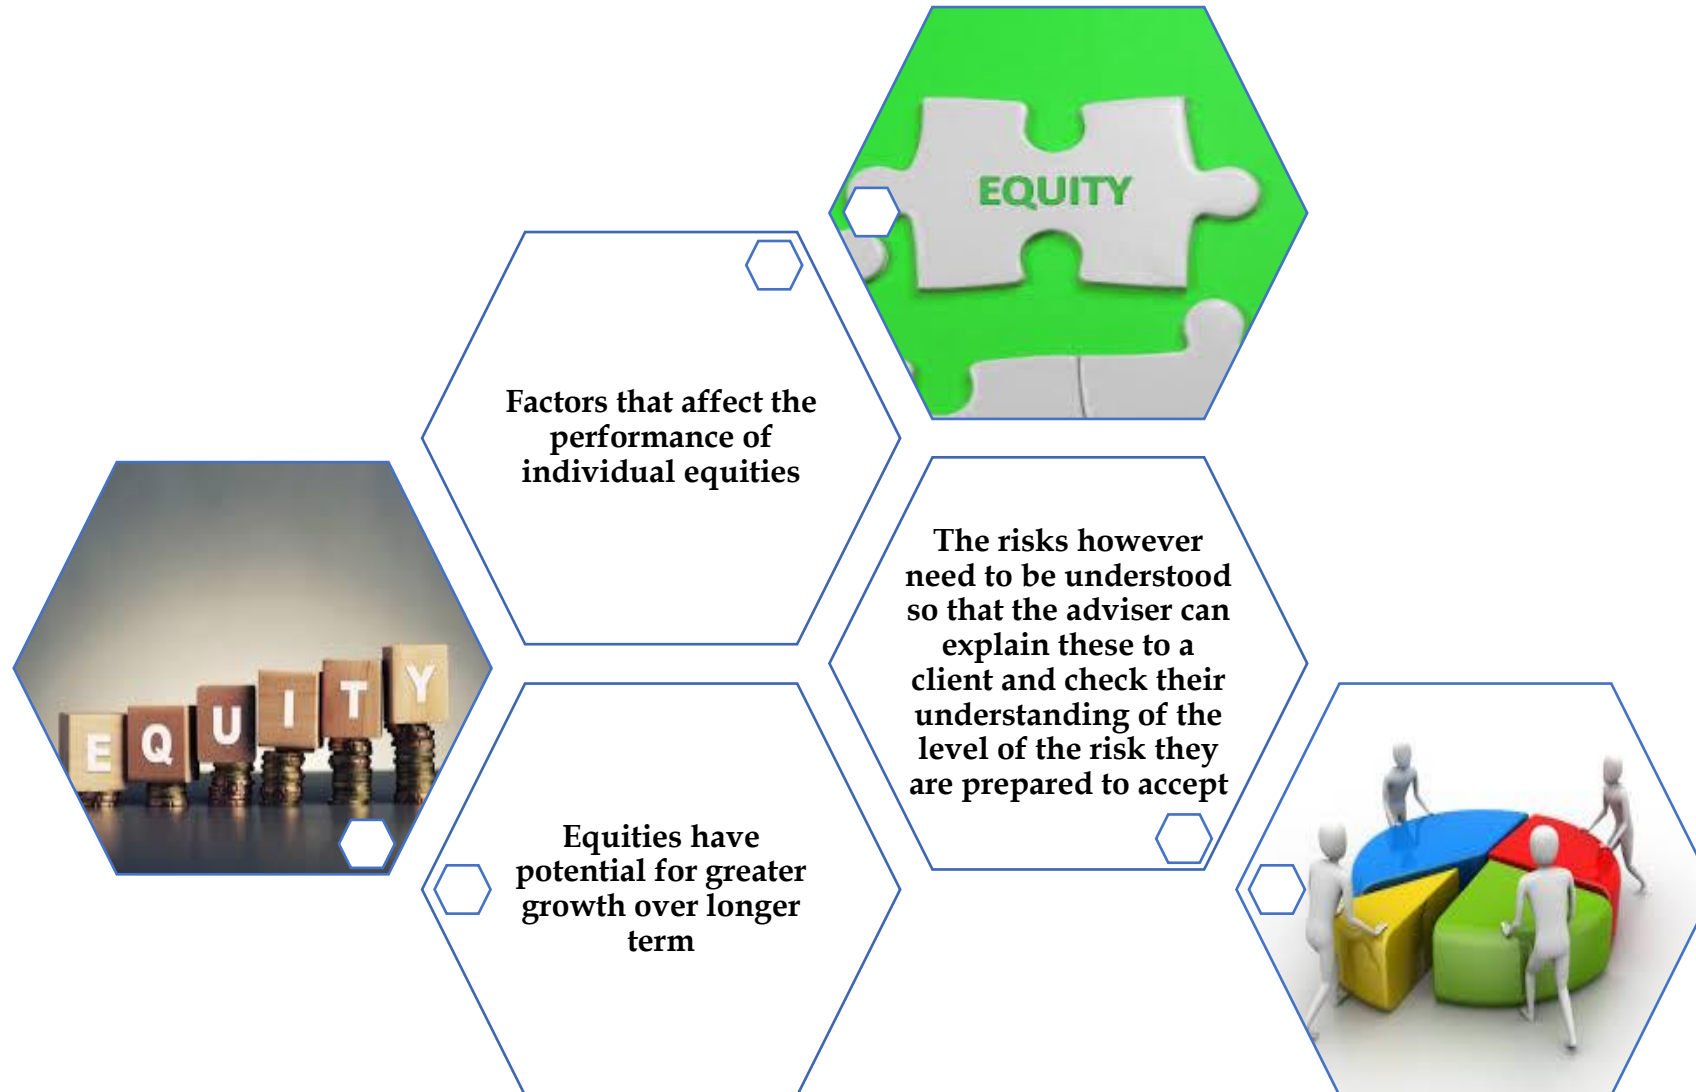 EQUITY
Factors that affect the
performance of
individual equities
EQUITY
The risks however
need to be understood
so that the adviser can
explain these to a
client and check their
understanding of the
level of the risk they
are prepared to accept
Equities have
potential for greater
growth over longer
term